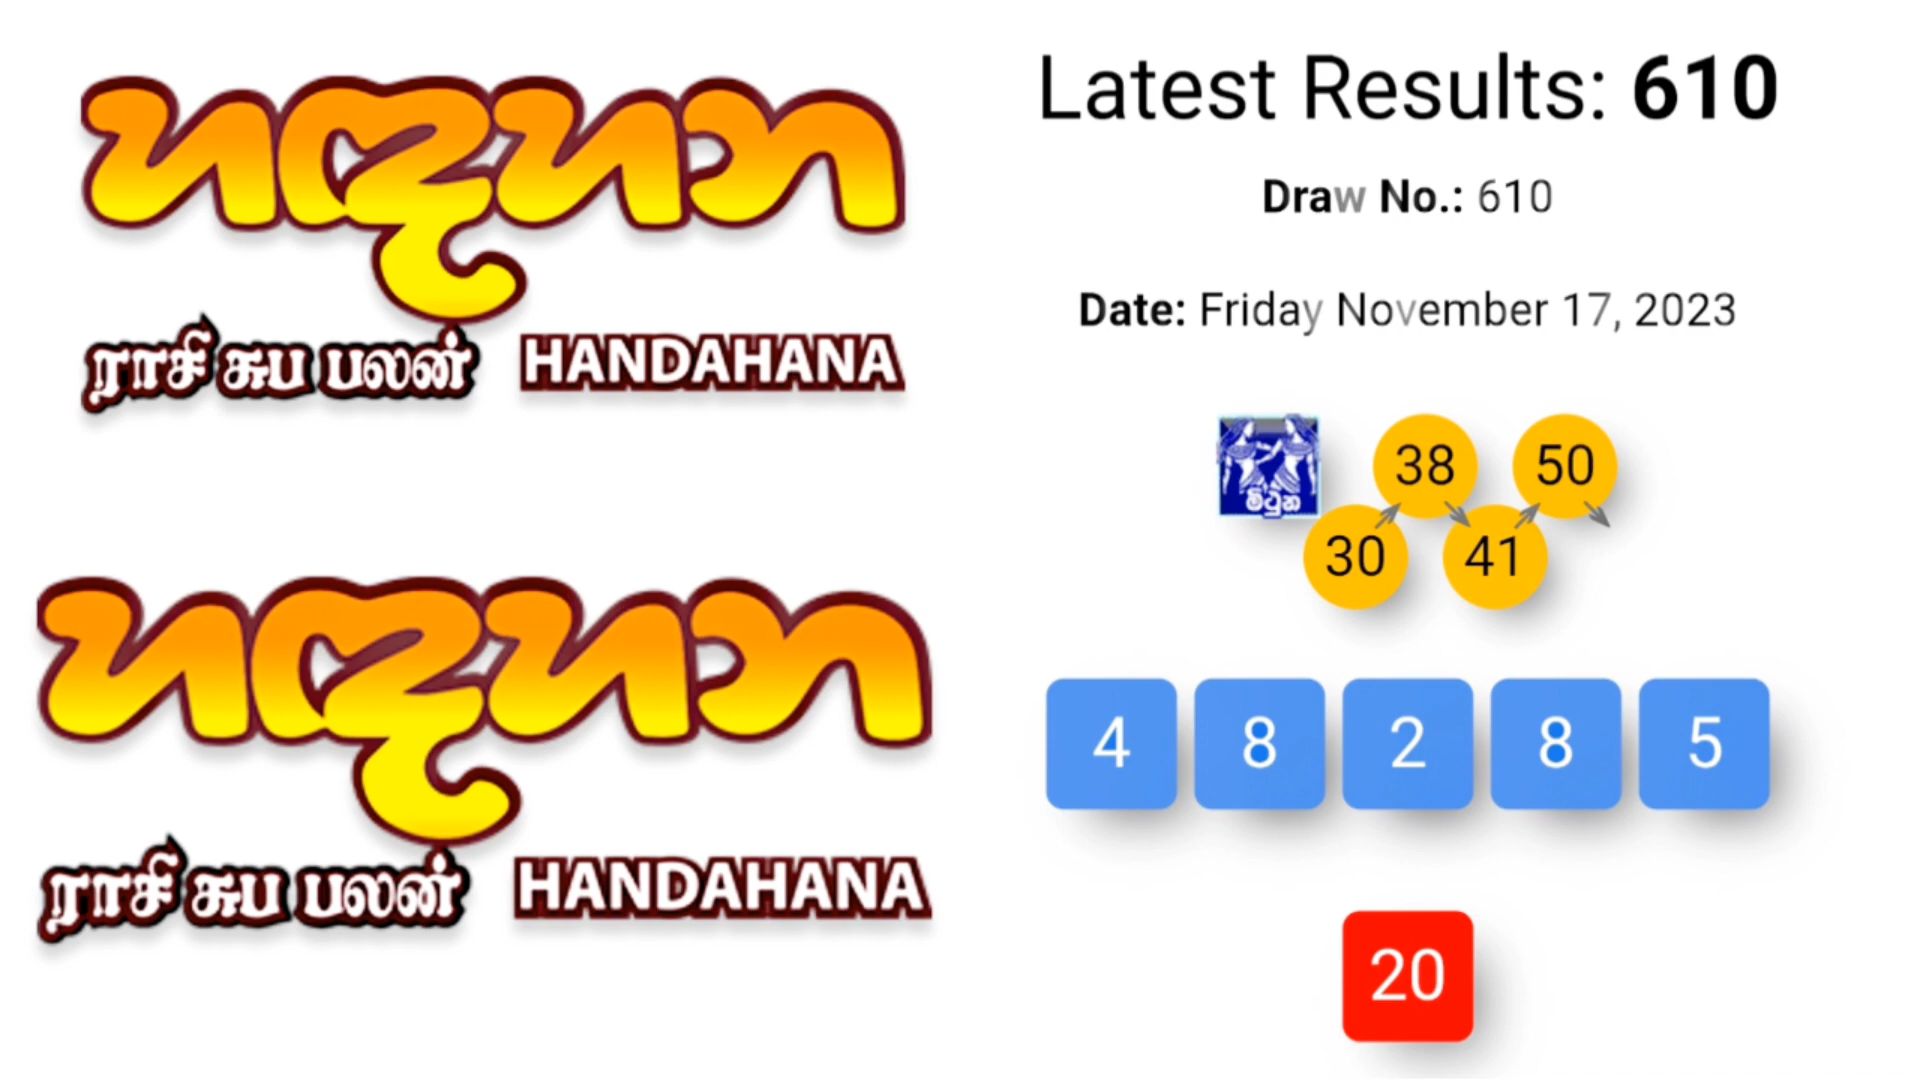 හඳහන
ராசி சுப பலன் HANDAHANA
හඳහන
ராசி சுப பலன் HANDAHANA
Latest Results: 610
Draw No.: 610
Date: Friday November 17, 2023
මිථුන
38 50
30 41
4 8 2 8 5
20